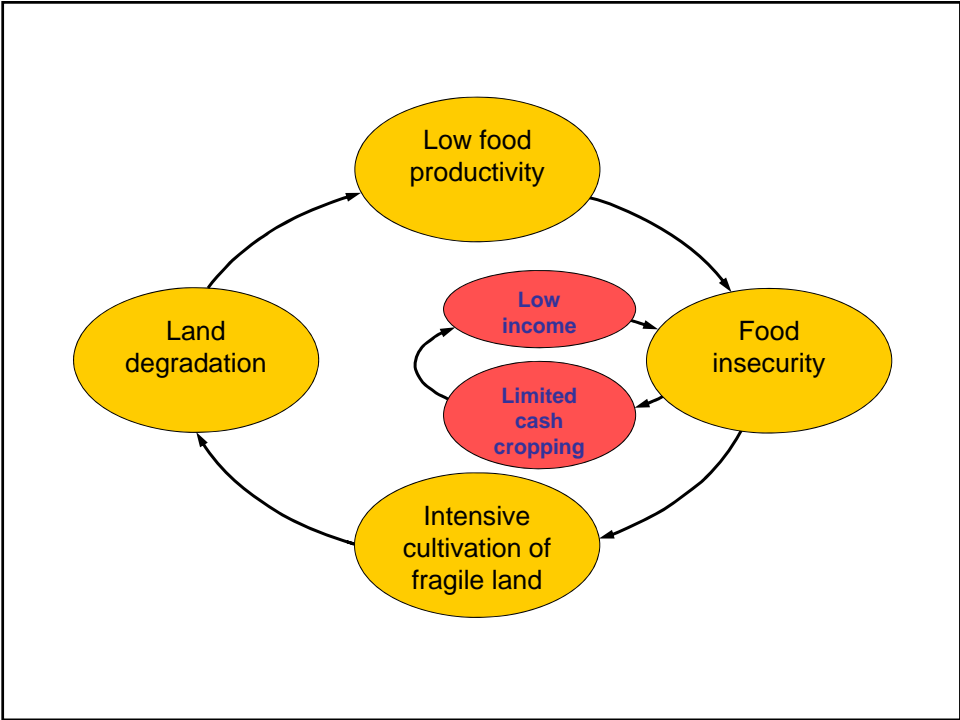 Low food
productivity
Low
income
Land
degradation
Food
insecurity
Limited
cash
cropping
Intensive
cultivation of
fragile land